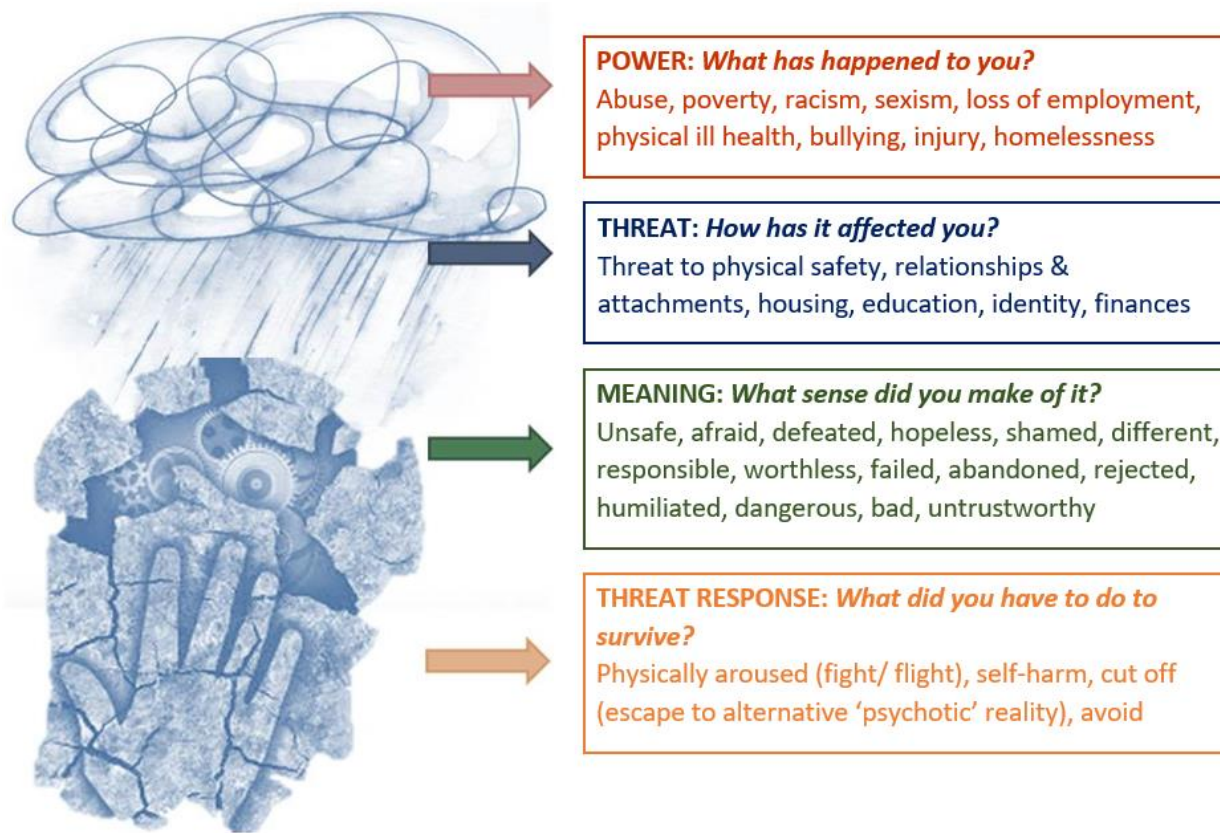 POWER: What has happened to you?
Abuse, poverty, racism, sexism, loss of employment,
physical ill health, bullying, injury, homelessness
THREAT: How has it affected you?
Threat to physical safety, relationships &
attachments, housing, education, identity, finances
MEANING: What sense did you make of it?
Unsafe, afraid, defeated, hopeless, shamed, different,
responsible, worthless, failed, abandoned, rejected,
humiliated, dangerous, bad, untrustworthy
THREAT RESPONSE: What did you have to do to
survive?
Physically aroused (fight/ flight), self-harm, cut off
(escape to alternative ‘psychotic’ reality), avoid